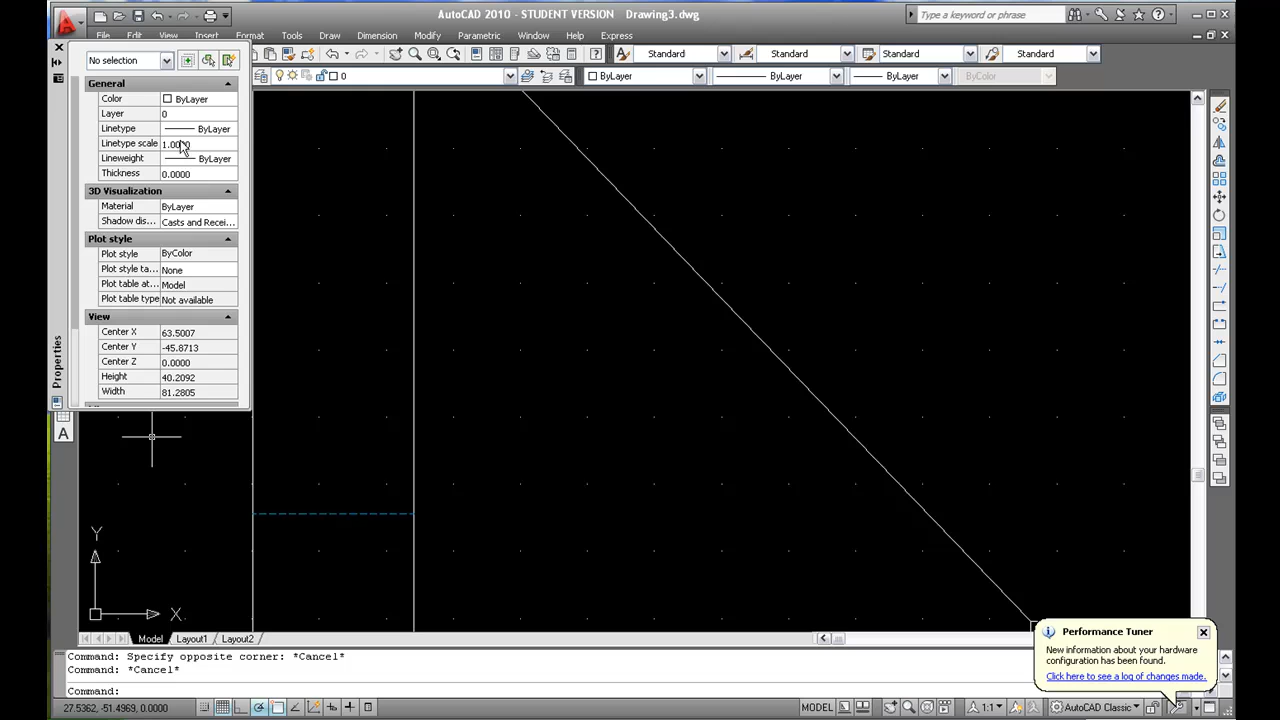 AutoCAD 2010 - STUDENT VERSION Drawing3.dwg
Type a keyword or phrase
File Edit View Insert Format Tools Draw Dimension Modify Parametric Window Help Express
Standard Standard Standard Standard
0 ByLayer ByLayer ByLayer ByColor
No selection
General
Color ByLayer
Layer 0
Linetype ByLayer
Linetype scale
Lineweight ByLayer
Thickness 0.0000
3D Visualization
Material ByLayer
Shadow dis... Casts and Recei...
Plot style
Plot style ByColor
Plot style ta... None
Plot table at... Model
Plot table type Not available
View
Center X 63.5007
Center Y -45.8713
Center Z 0.0000
Height 40.2092
Width 81.2805
Properties
A
Y
X
Model Layout1 Layout2
Performance Tuner
New information about your hardware
configuration has been found.
Click here to see a log of changes made.
Command: Specify opposite corner: *Cancel*
Command: *Cancel*
Command:
27.5362, -51.4969, 0.0000
MODEL 1:1 AutoCAD Classic